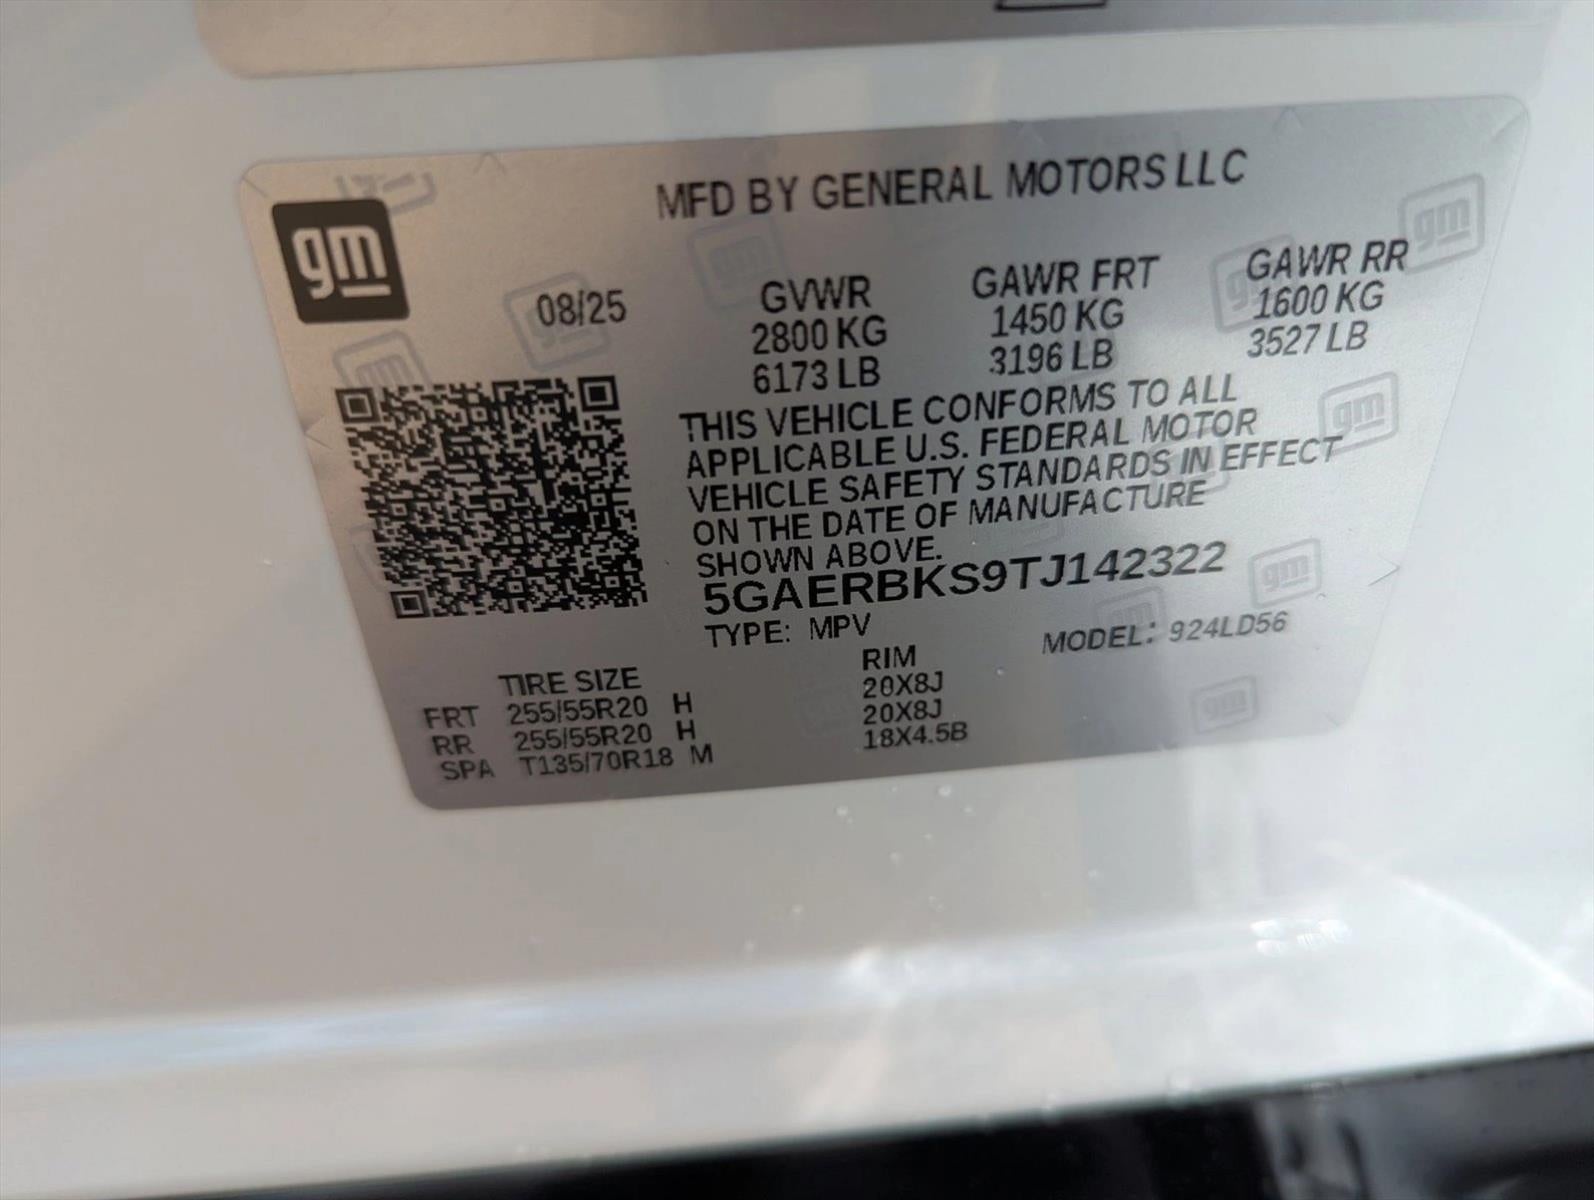 gm
MFD BY GENERAL MOTORS LLC
08/25
GVWR
2800 KG
6173 LB
GAWR FRT
1450 KG
3196 LB
GAWR RR
1600 KG
3527 LB
THIS VEHICLE CONFORMS TO ALL
APPLICABLE U.S. FEDERAL MOTOR
VEHICLE SAFETY STANDARDS IN EFFECT
ON THE DATE OF MANUFACTURE
SHOWN ABOVE.
5GAERBKS9TJ142322
TYPE: MPV MODEL: 924LD56
TIRE SIZE RIM
FRT 255/55R20 H 20X8J
RR 255/55R20 H 20X8J
SPA T135/70R18 M 18X4.5B